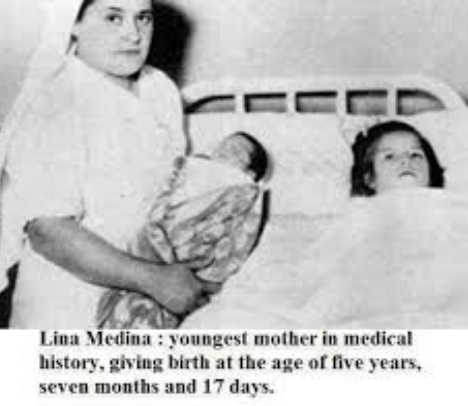 Lina Medina : youngest mother in medical
history, giving birth at the age of five years,
seven months and 17 days.